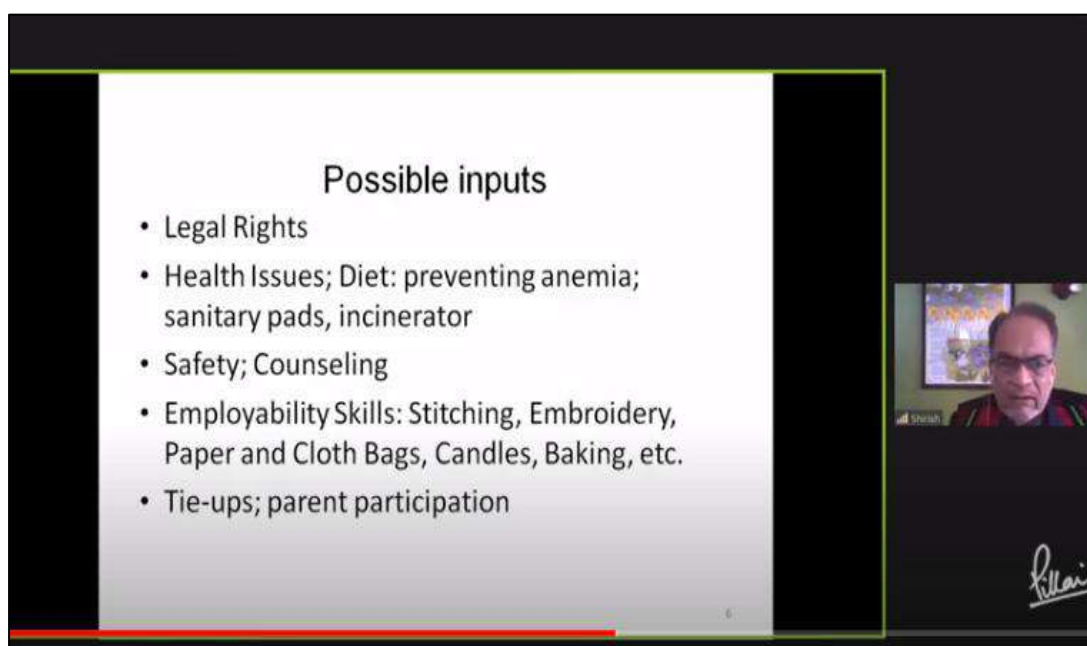 Possible inputs
• Legal Rights
• Health Issues; Diet: preventing anemia;
sanitary pads, incinerator
• Safety; Counseling
• Employability Skills: Stitching, Embroidery,
Paper and Cloth Bags, Candles, Baking, etc.
• Tie-ups; parent participation
6
Shirish
Pillai